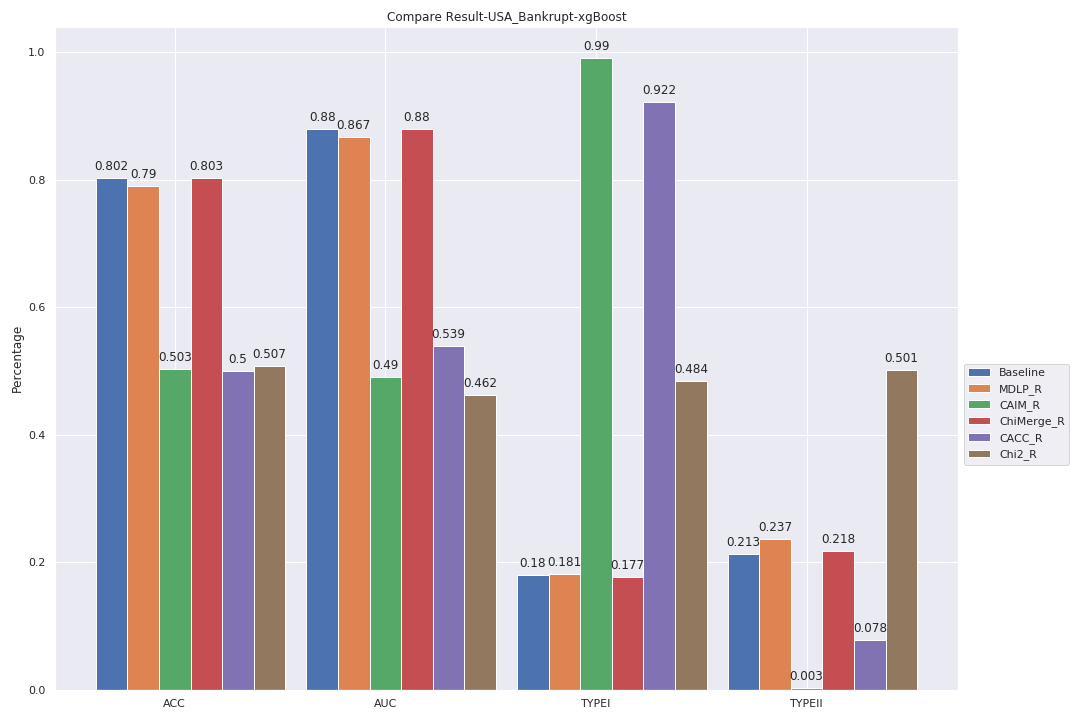 Compare Result-USA_Bankrupt-xgBoost
Percentage
1.0
0.8
0.6
0.4
0.2
0.0
0.802
0.79
0.503
0.803
0.5
0.507
0.88
0.867
0.49
0.88
0.539
0.462
0.18
0.181
0.99
0.177
0.922
0.484
0.213
0.237
0.003
0.218
0.078
0.501
ACC
AUC
TYPEI
TYPEII
Baseline
MDLP_R
CAIM_R
ChiMerge_R
CACC_R
Chi2_R